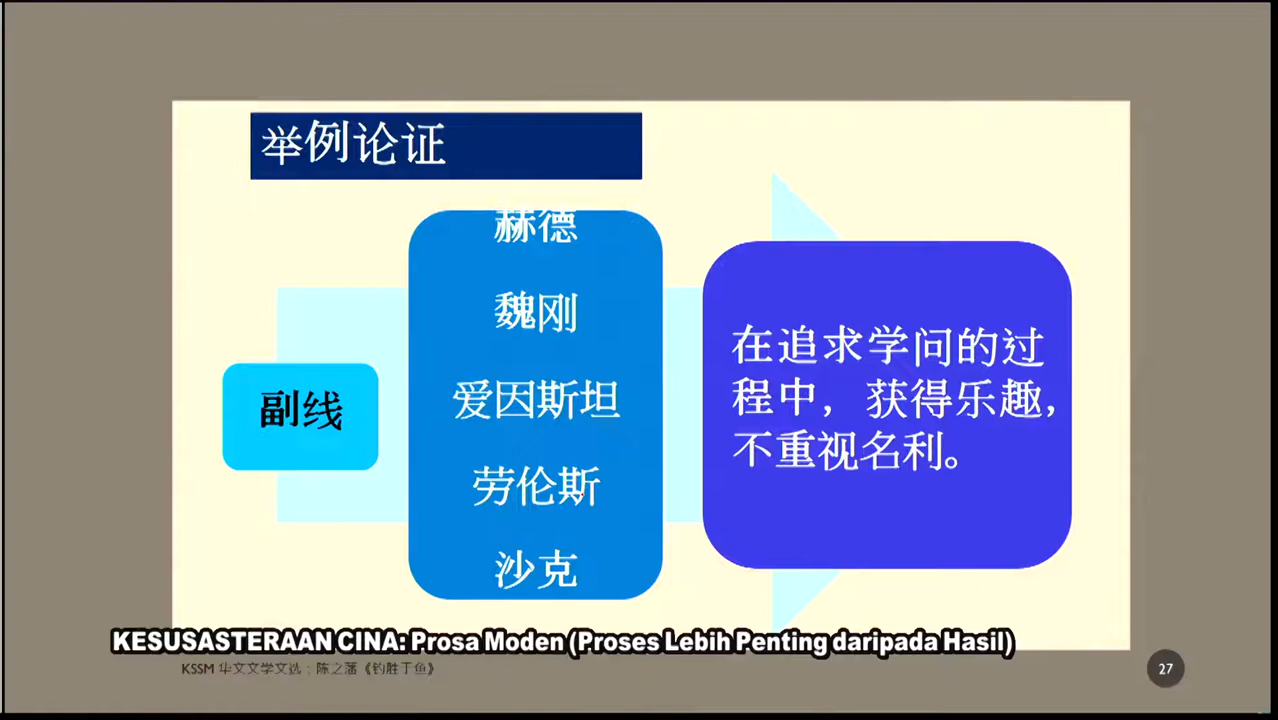 举例论证
赫德
魏刚
爱因斯坦
劳伦斯
沙克
副线
在追求学问的过
程中，获得乐趣，
不重视名利。
KESUSASTERAAN CINA: Prosa Moden (Proses Lebih Penting daripada Hasil)
KSSM 华文文学文选：陈之藩《钓胜于鱼》
27